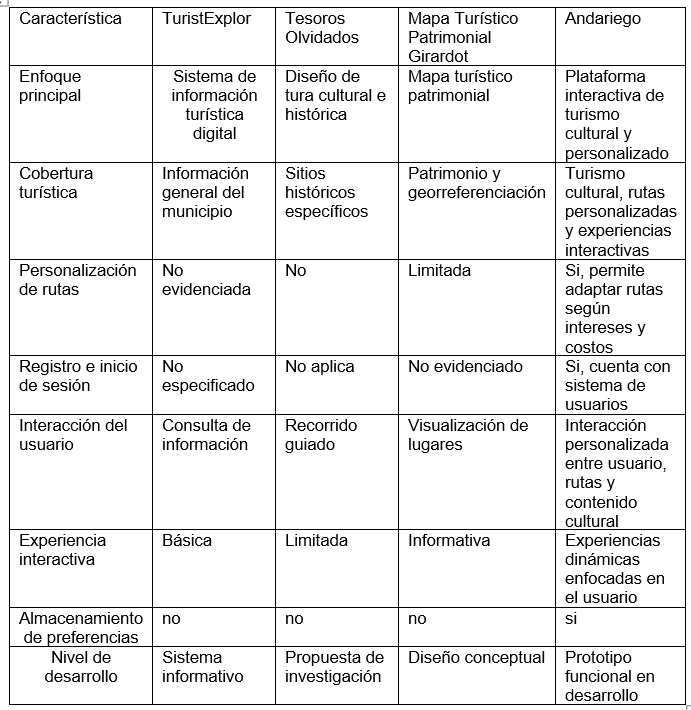 Característica
TuristExplor
Tesoros
Olvidados
Mapa Turístico
Patrimonial
Girardot
Andariego
Enfoque
principal
Sistema de
información
turística
digital
Diseño de
tura cultural e
histórica
Mapa turístico
patrimonial
Plataforma
interactiva de
turismo
cultural y
personalizado
Cobertura
turística
Información
general del
municipio
Sitios
históricos
específicos
Patrimonio y
georreferenciación
Turismo
cultural, rutas
personalizadas
y experiencias
interactivas
Personalización
de rutas
No
evidenciada
No
Limitada
Si, permite
adaptar rutas
según
intereses y
costos
Registro e inicio
de sesión
No
especificado
No aplica
No evidenciado
Si, cuenta con
sistema de
usuarios
Interacción del
usuario
Consulta de
información
Recorrido
guiado
Visualización de
lugares
Interacción
personalizada
entre usuario,
rutas y
contenido
cultural
Experiencia
interactiva
Básica
Limitada
Informativa
Experiencias
dinámicas
enfocadas en
el usuario
Almacenamiento
de preferencias
no
no
no
si
Nivel de
desarrollo
Sistema
informativo
Propuesta de
investigación
Diseño conceptual
Prototipo
funcional en
desarrollo